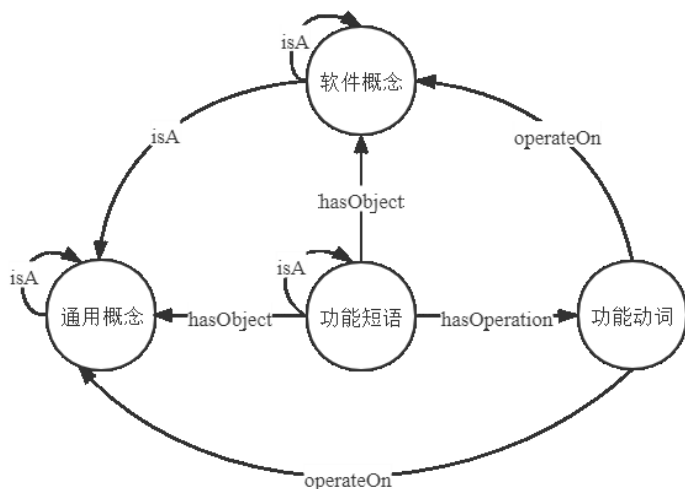 isA
软件概念
isA
operateOn
hasObject
isA
isA
通用概念
hasObject
功能短语
hasOperation
功能动词
operateOn